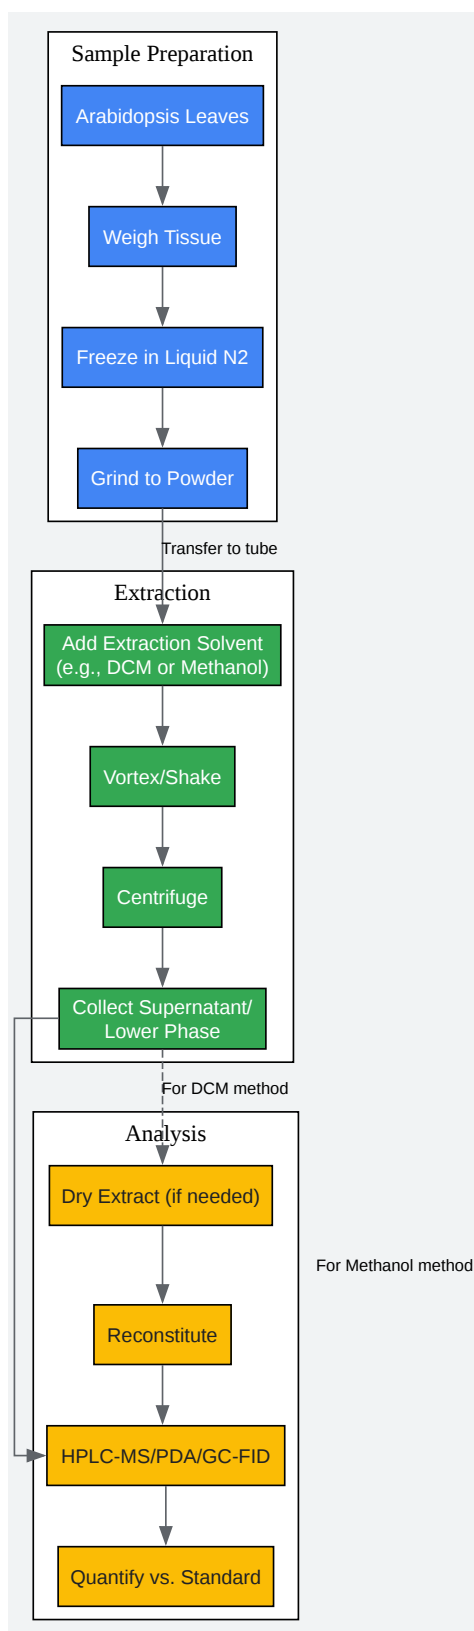 Sample Preparation
Arabidopsis Leaves
Weigh Tissue
Freeze in Liquid N2
Grind to Powder
Transfer to tube
Extraction
Add Extraction Solvent
(e.g., DCM or Methanol)
Vortex/Shake
Centrifuge
Collect Supernatant/
Lower Phase
For DCM method
Analysis
Dry Extract (if needed)
For Methanol method
Reconstitute
HPLC-MS/PDA/GC-FID
Quantify vs. Standard